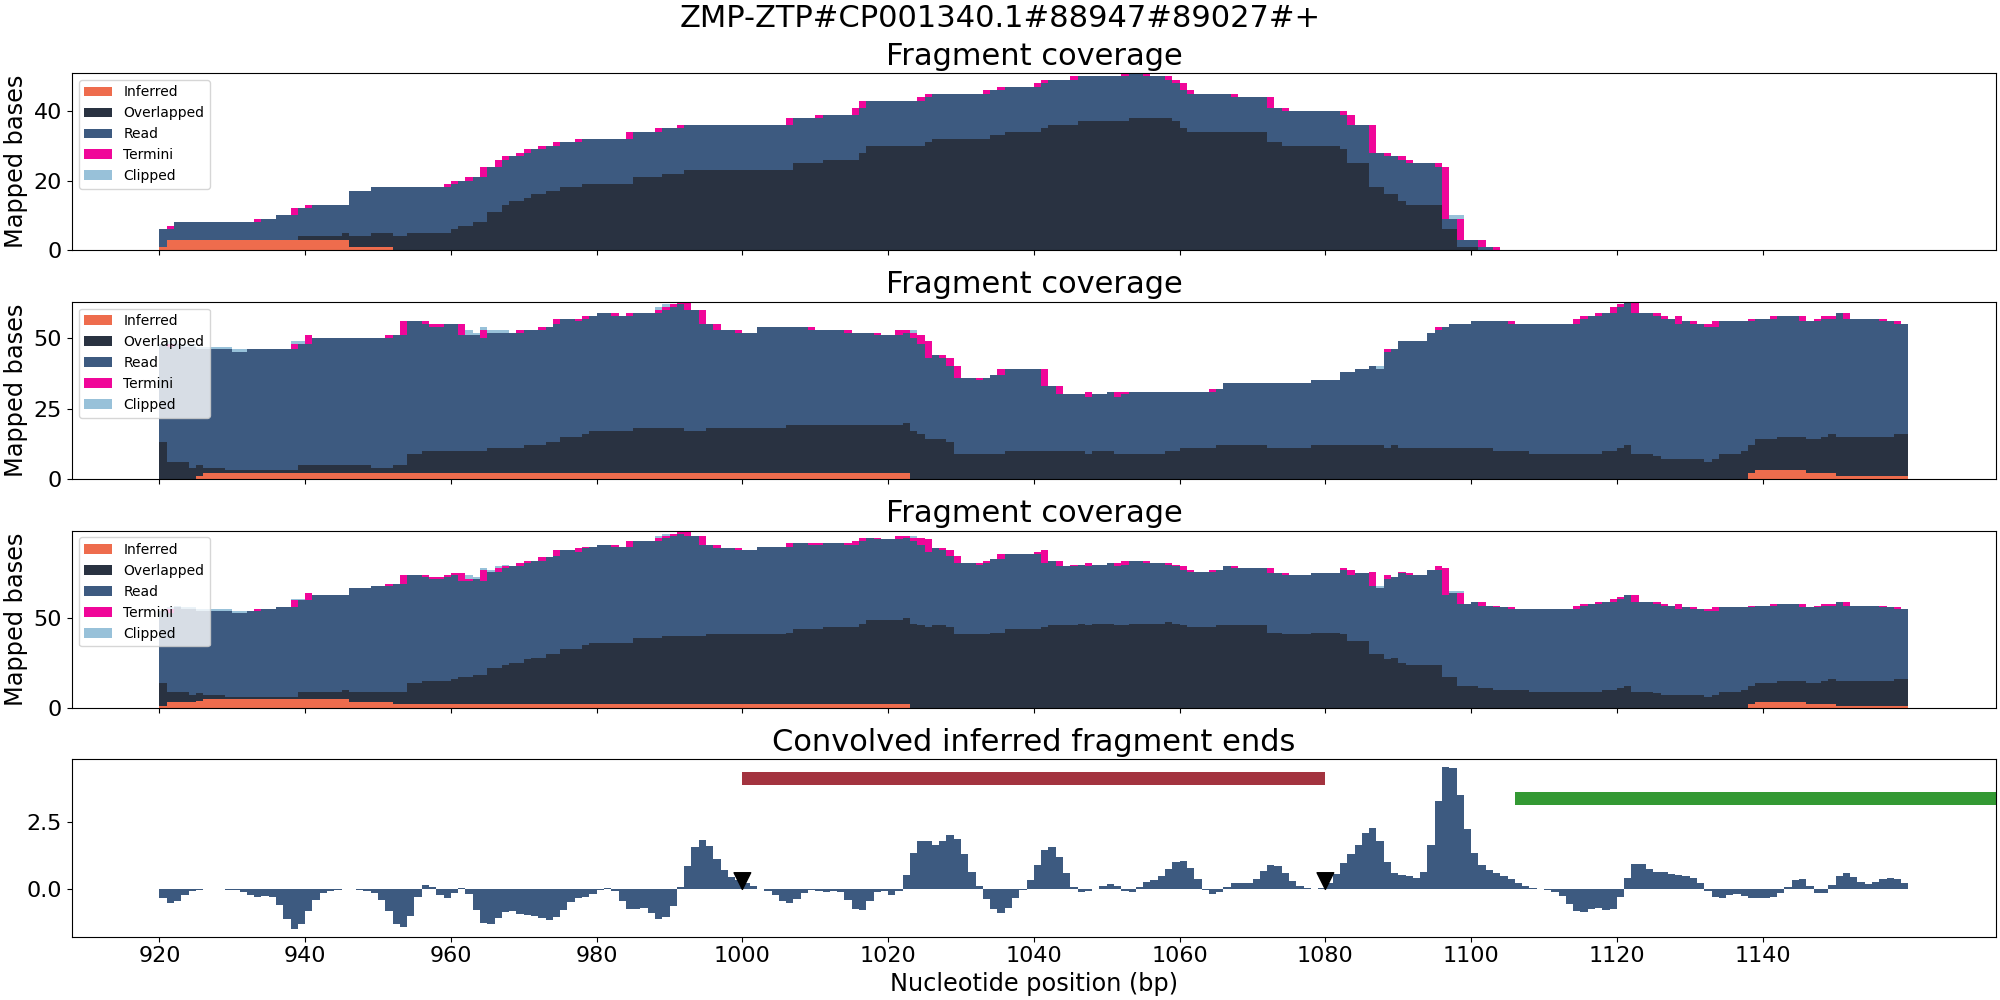 ZMP-ZTP#CP001340.1#88947#89027#+
Fragment coverage
Mapped bases
40
20
0
Inferred
Overlapped
Read
Termini
Clipped
Fragment coverage
Mapped bases
50
25
0
Inferred
Overlapped
Read
Termini
Clipped
Fragment coverage
Mapped bases
50
0
Inferred
Overlapped
Read
Termini
Clipped
Convolved inferred fragment ends
2.5
0.0
920 940 960 980 1000 1020 1040 1060 1080 1100 1120 1140
Nucleotide position (bp)